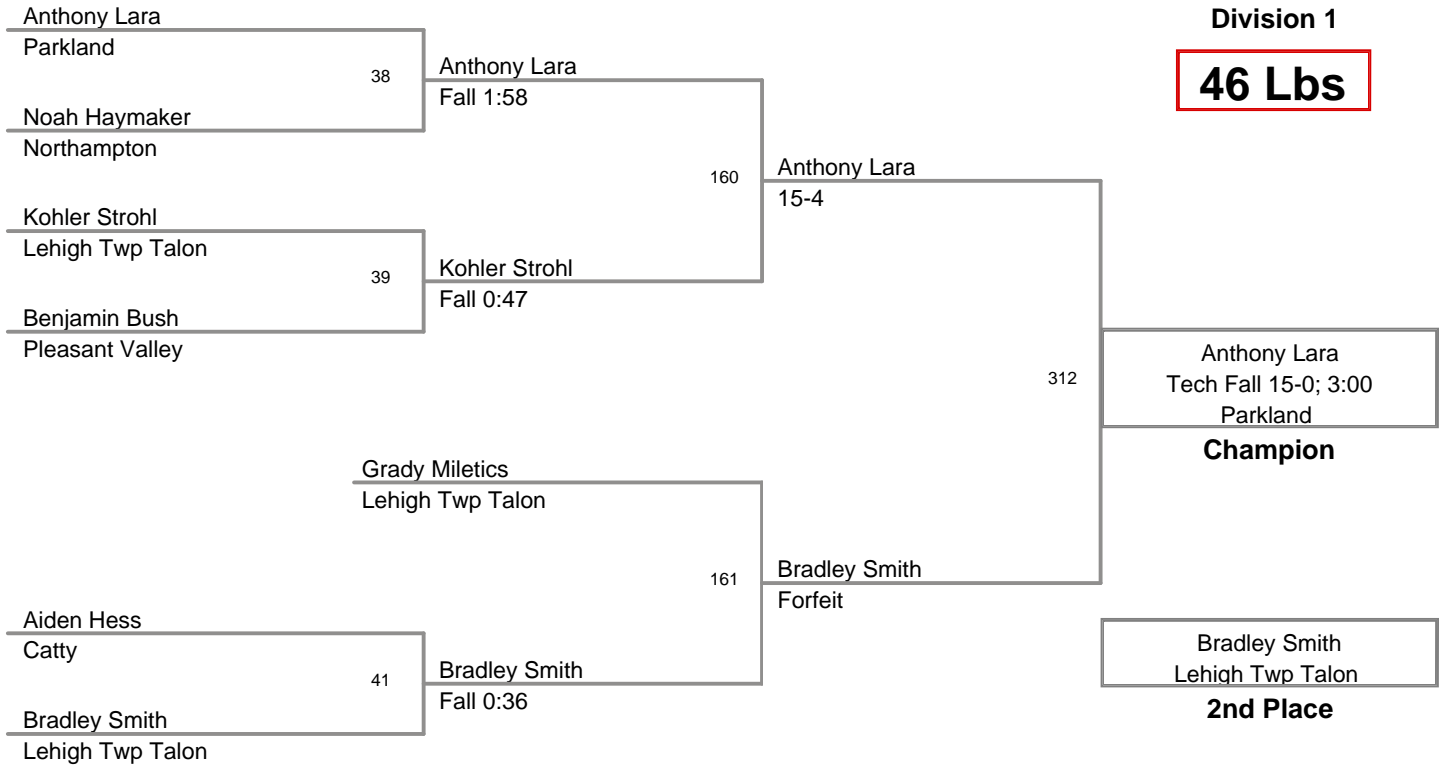 Anthony Lara
Parkland
38
Noah Haymaker
Northampton
Kohler Strohl
Lehigh Twp Talon
39
Benjamin Bush
Pleasant Valley
Aiden Hess
Catty
41
Bradley Smith
Lehigh Twp Talon
Anthony Lara
Fall 1:58
160
Kohler Strohl
Fall 0:47
Grady Miletics
Lehigh Twp Talon
161
Bradley Smith
Fall 0:36
Anthony Lara
15-4
312
Bradley Smith
Forfeit
Division 1
46 Lbs
Anthony Lara
Tech Fall 15-0; 3:00
Parkland
Champion
Bradley Smith
Lehigh Twp Talon
2nd Place